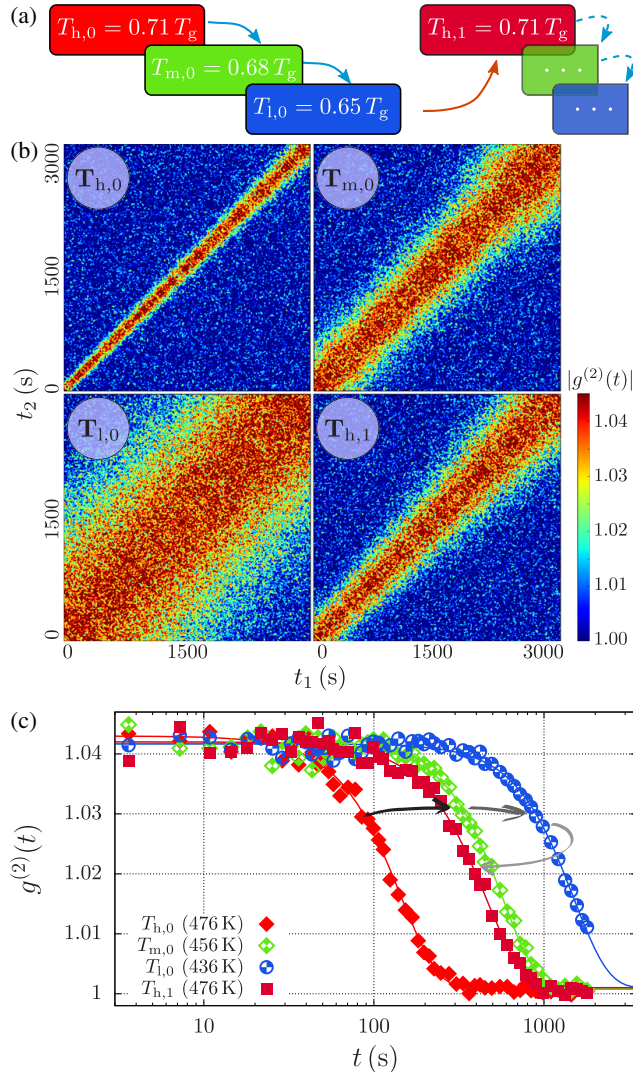 (a)
T_h,0 = 0.71 T_g
T_h,1 = 0.71 T_g
T_m,0 = 0.68 T_g
· · ·
T_l,0 = 0.65 T_g
· · ·
(b)
3000
1500
0
t_2 (s)
T_h,0
T_m,0
1500
0
T_l,0
T_h,1
|g^(2)(t)|
1.04
1.03
1.02
1.01
1.00
0
1500
0
1500
3000
t_1 (s)
(c)
1.04
1.03
1.02
1.01
1
g^(2)(t)
T_h,0 (476 K)
T_m,0 (456 K)
T_l,0 (436 K)
T_h,1 (476 K)
10
100
1000
t (s)